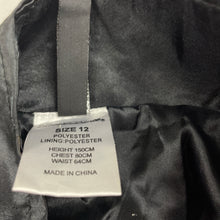 SIZE 12
POLYESTER
LINING:POLYESTER
HEIGHT 150CM
CHEST 80CM
WAIST 64CM
MADE IN CHINA